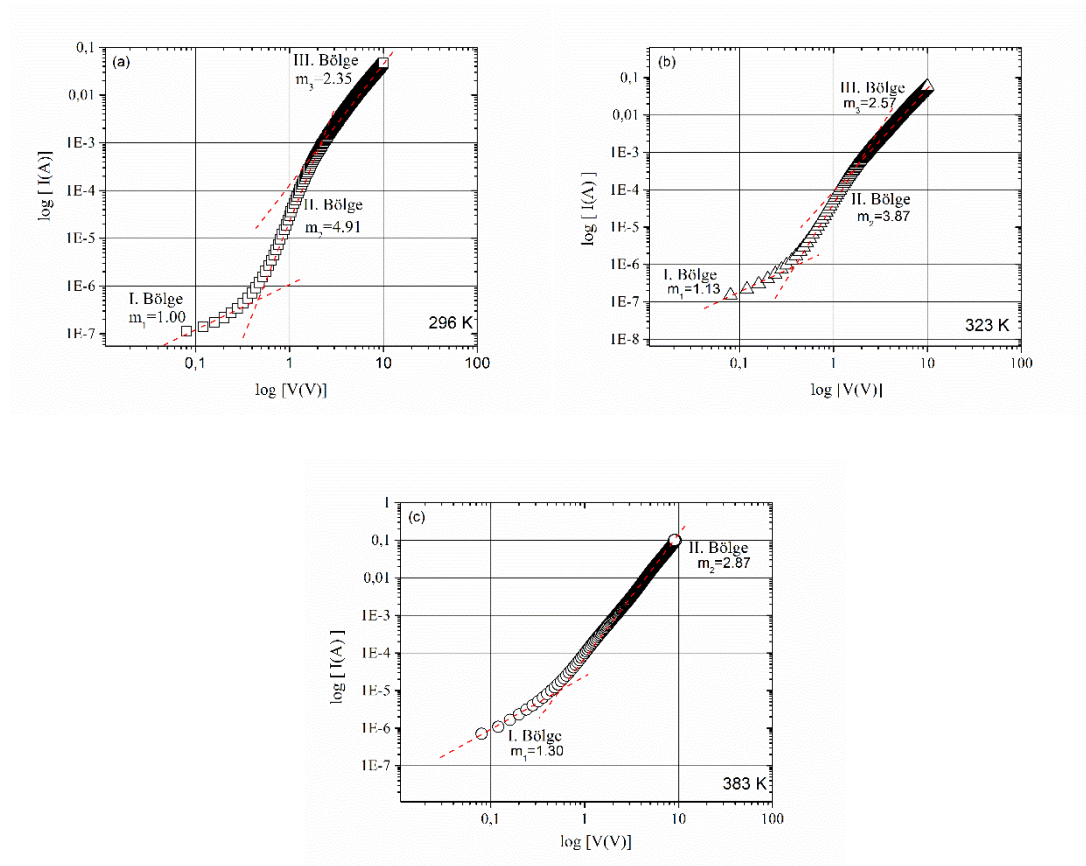 (a)
0,1
0,01
1E-3
1E-4
1E-5
1E-6
1E-7
log [ I(A)]
III. Bölge
m3=2.35
II. Bölge
m2=4.91
I. Bölge
m1=1.00
296 K
0,1 1 10 100
log [V(V)]
(b)
0,1
0,01
1E-3
1E-4
1E-5
1E-6
1E-7
1E-8
log [ I(A) ]
III. Bölge
m3=2.57
II. Bölge
m2=3.87
I. Bölge
m1=1.13
323 K
0,1 1 10 100
log [V(V)]
(c)
1
0,1
0,01
1E-3
1E-4
1E-5
1E-6
1E-7
log [ I(A) ]
II. Bölge
m2=2.87
I. Bölge
m1=1.30
383 K
0,1 1 10 100
log [V(V)]